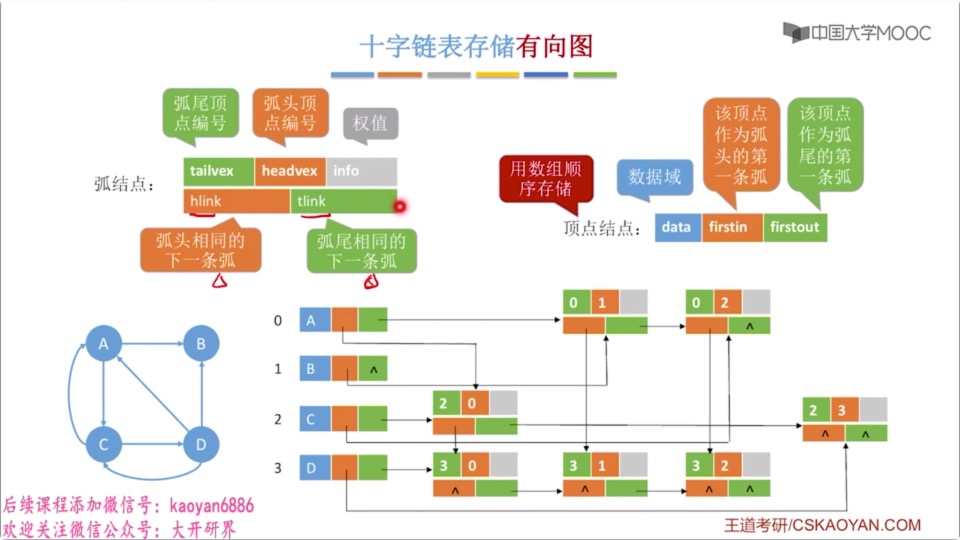 十字链表存储有向图
中国大学MOOC
弧尾顶
点编号
弧头顶
点编号
权值
弧结点：
tailvex headvex info
hlink tlink
弧头相同的
下一条弧
弧尾相同的
下一条弧
用数组顺
序存储
数据域
该顶点
作为弧
头的第
一条弧
该顶点
作为弧
尾的第
一条弧
顶点结点：
data firstin firstout
A B
C D
0 A
0 1
0 2
^
1 B ^
2 C
2 0
2 3
^ ^
3 D
3 0
^
3 1
^
3 2
^ ^
后续课程添加微信号：kaoyan6886
欢迎关注微信公众号：大开研界
王道考研/CSKAOYAN.COM